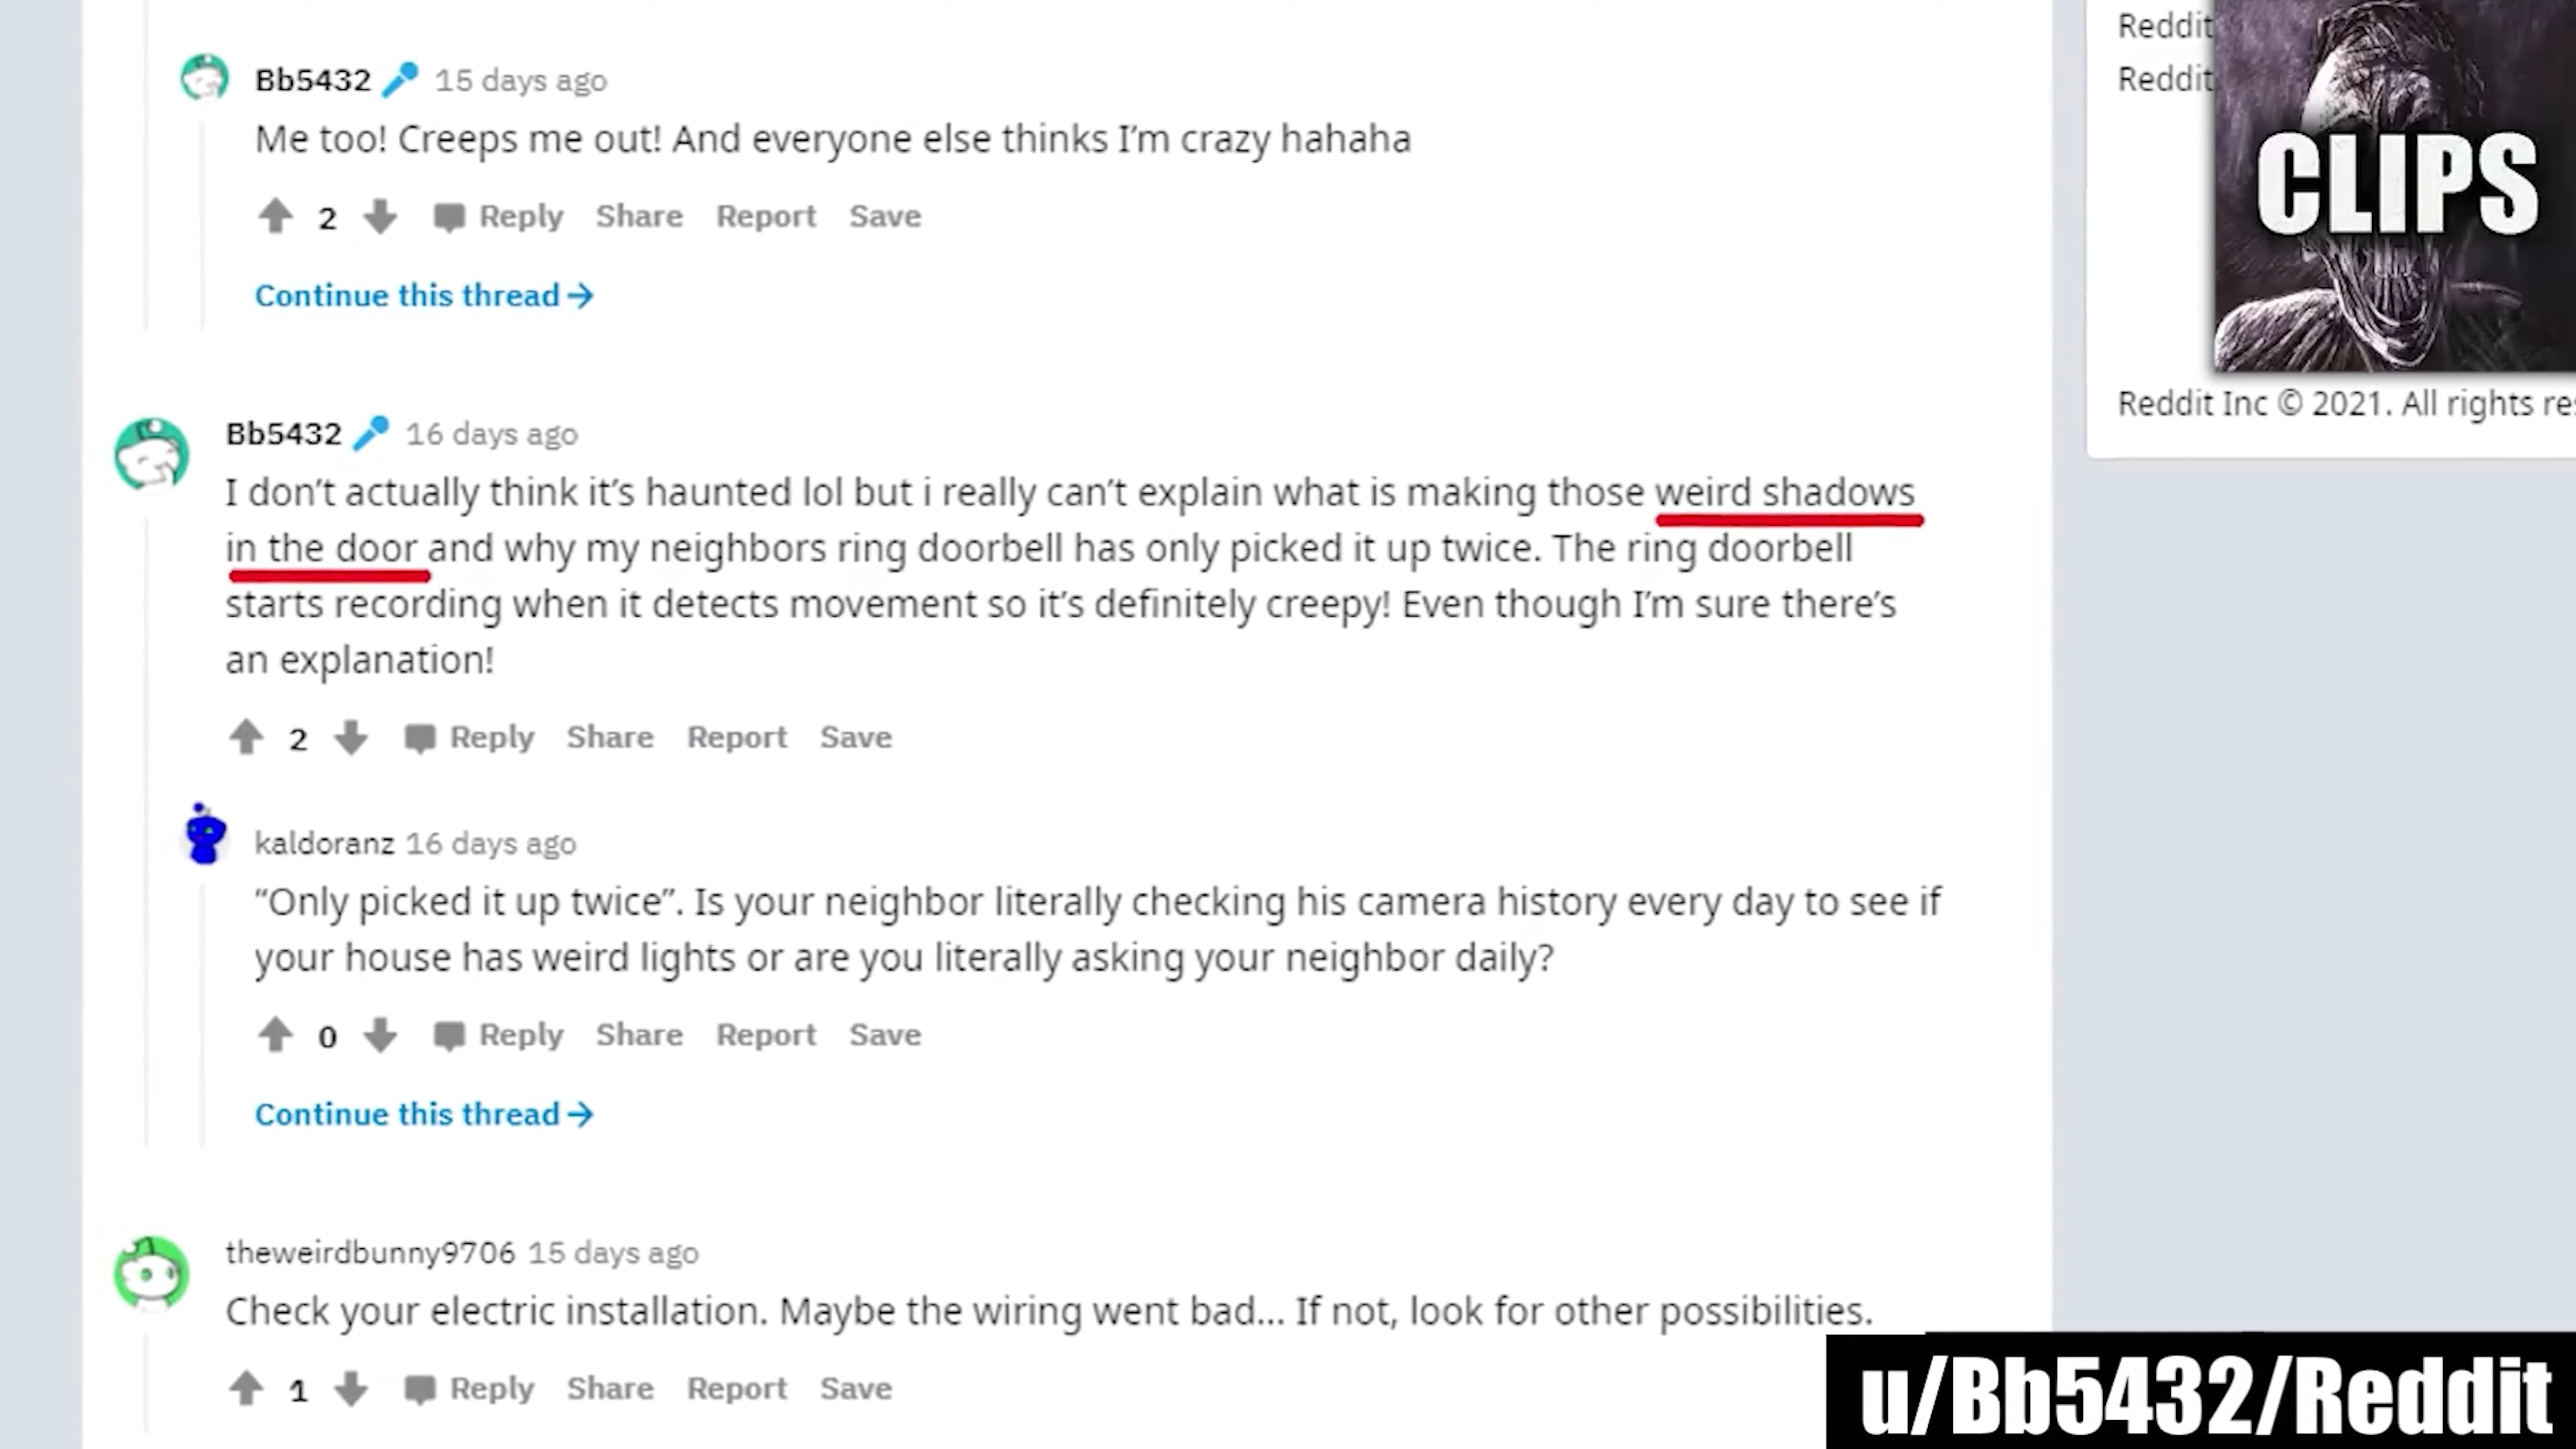 Bb5432 15 days ago
Me too! Creeps me out! And everyone else thinks I'm crazy hahaha
2 Reply Share Report Save
Continue this thread →
Bb5432 16 days ago
I don't actually think it's haunted lol but i really can't explain what is making those weird shadows
in the door and why my neighbors ring doorbell has only picked it up twice. The ring doorbell
starts recording when it detects movement so it's definitely creepy! Even though I'm sure there's
an explanation!
2 Reply Share Report Save
kaldoranz 16 days ago
“Only picked it up twice”. Is your neighbor literally checking his camera history every day to see if
your house has weird lights or are you literally asking your neighbor daily?
0 Reply Share Report Save
Continue this thread →
theweirdbunny9706 15 days ago
Check your electric installation. Maybe the wiring went bad... If not, look for other possibilities.
1 Reply Share Report Save
Reddit
Reddit
CLIPS
Reddit Inc © 2021. All rights
u/Bb5432/Reddit